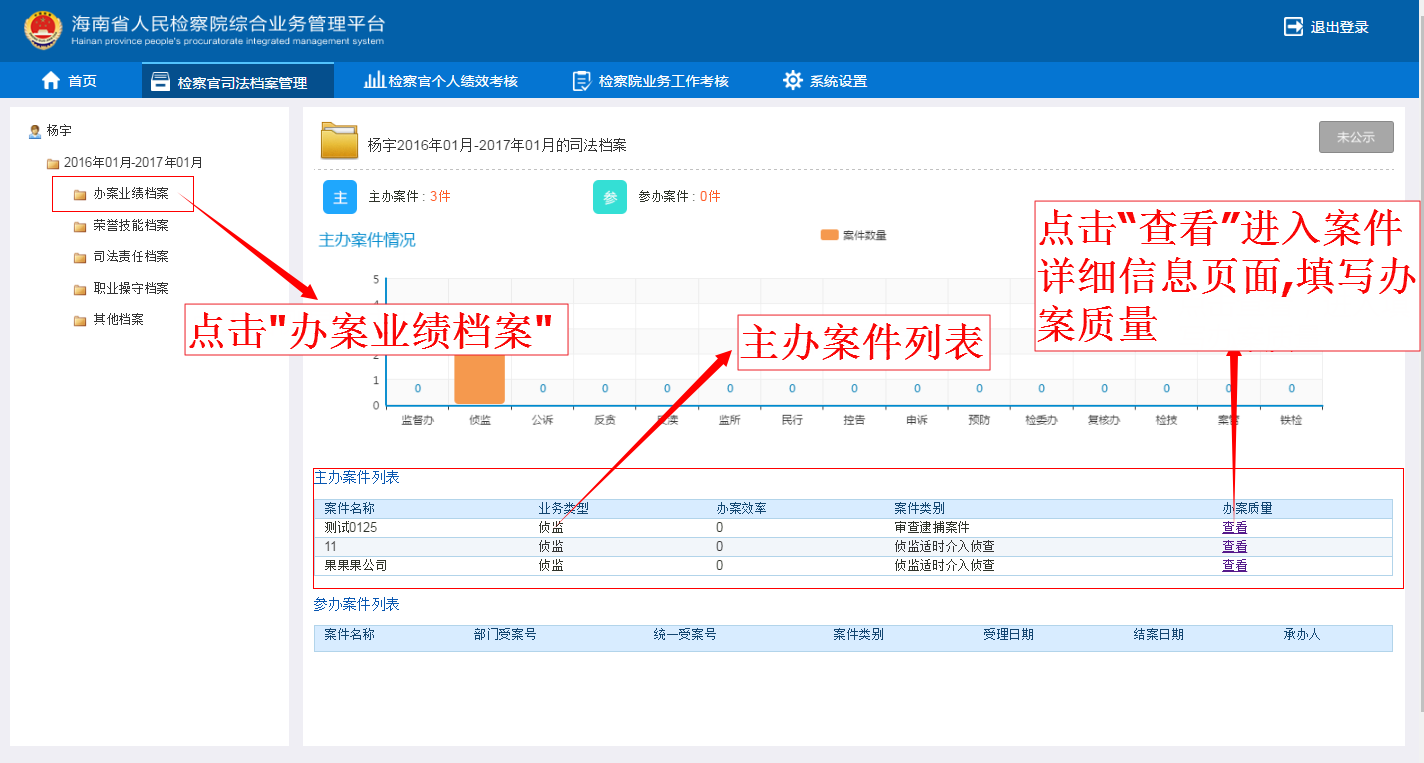 海南省人民检察院综合业务管理平台
Hainan province people's procuratorate integrated management system
退出登录
首页
检察官司法档案管理
检察官个人绩效考核
检察院业务工作考核
系统设置
杨宇
2016年01月-2017年01月
办案业绩档案
荣誉技能档案
司法责任档案
职业操守档案
其他档案
点击"办案业绩档案"
杨宇2016年01月-2017年01月的司法档案
未公示
主 主办案件 : 3件
参 参办案件 : 0件
主办案件情况
案件数量
点击“查看”进入案件
详细信息页面,填写办
案质量
主办案件列表
5
4
2
1
0
0 0 0 0 0 0 0 0 0 0 0 0 0 0
监督办 侦监 公诉 反贪 监所 民行 控告 申诉 预防 检委办 复核办 检技 案管 铁检
主办案件列表
案件名称 业务类型 办案效率 案件类别 办案质量
测试0125 侦监 0 审查逮捕案件 查看
11 侦监 0 侦监适时介入侦查 查看
果果果公司 侦监 0 侦监适时介入侦查 查看
参办案件列表
案件名称 部门受案号 统一受案号 案件类别 受理日期 结案日期 承办人